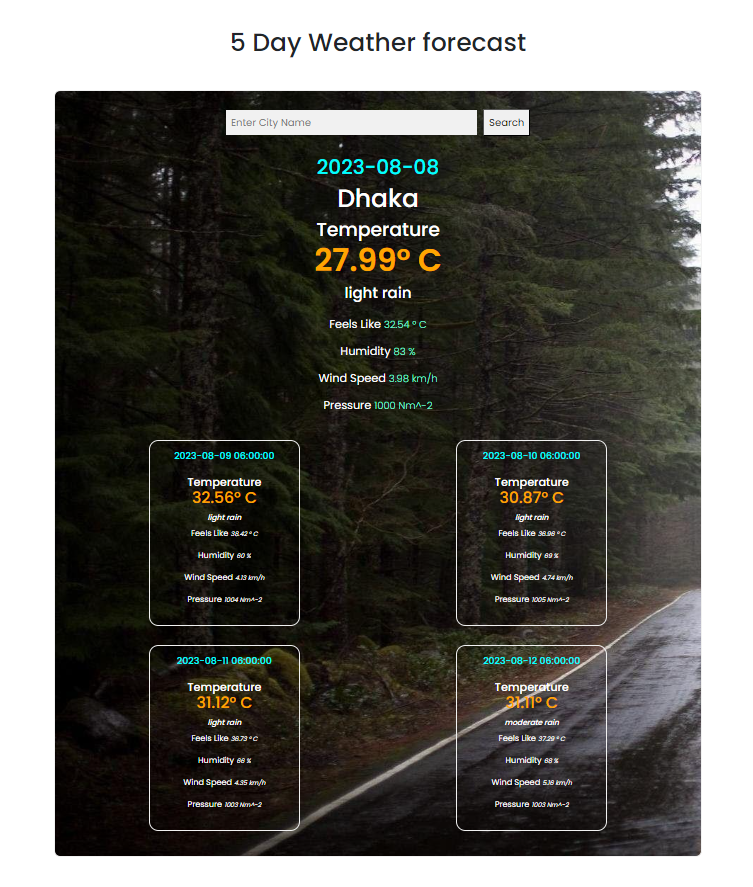 5 Day Weather forecast
Enter City Name
Search
2023-08-08
Dhaka
Temperature
27.99° C
light rain
Feels Like 32.54 ° C
Humidity 83 %
Wind Speed 3.98 km/h
Pressure 1000 Nm^-2
2023-08-09 06:00:00
Temperature
32.56° C
light rain
Feels Like 38.42 ° C
Humidity 60 %
Wind Speed 4.13 km/h
Pressure 1004 Nm^-2
2023-08-10 06:00:00
Temperature
30.87° C
light rain
Feels Like 36.96 ° C
Humidity 69 %
Wind Speed 4.74 km/h
Pressure 1005 Nm^-2
2023-08-11 06:00:00
Temperature
31.12° C
light rain
Feels Like 36.73 ° C
Humidity 66 %
Wind Speed 4.35 km/h
Pressure 1003 Nm^-2
2023-08-12 06:00:00
Temperature
31.11° C
moderate rain
Feels Like 37.29 ° C
Humidity 68 %
Wind Speed 5.16 km/h
Pressure 1003 Nm^-2